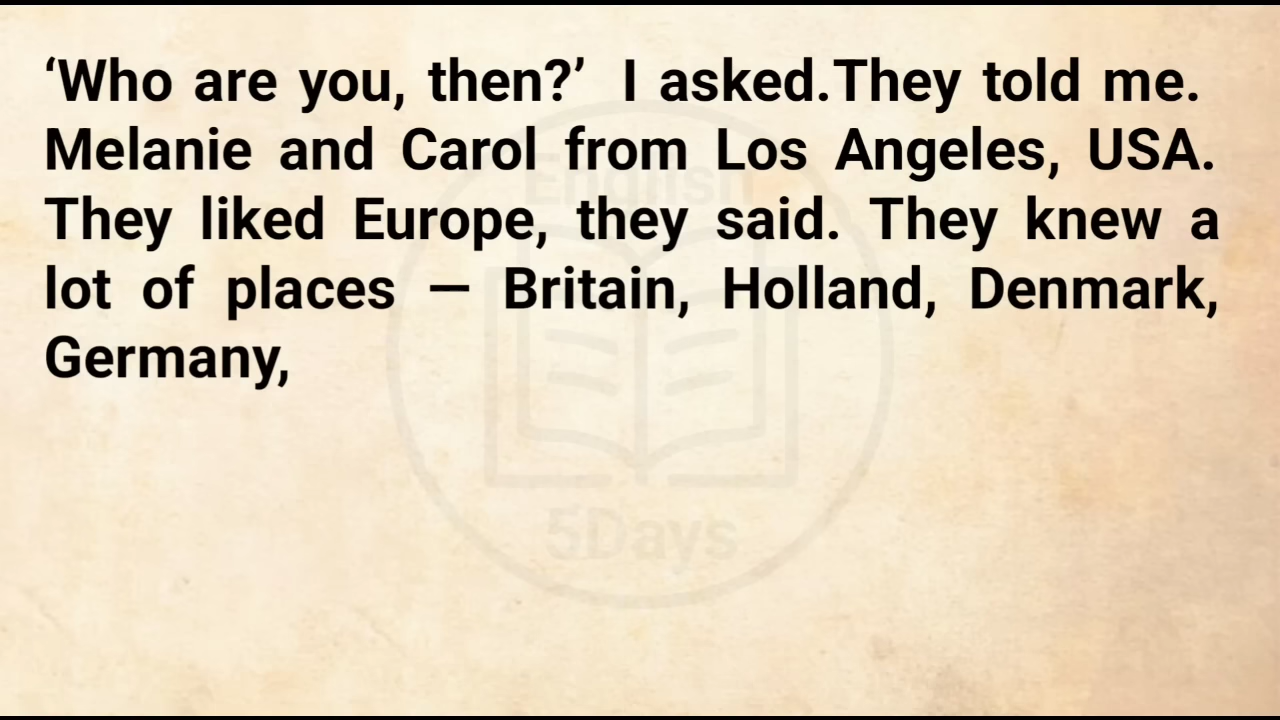 ‘Who are you, then?’ I asked.They told me.
Melanie and Carol from Los Angeles, USA.
They liked Europe, they said. They knew a
lot of places — Britain, Holland, Denmark,
Germany,
5Days